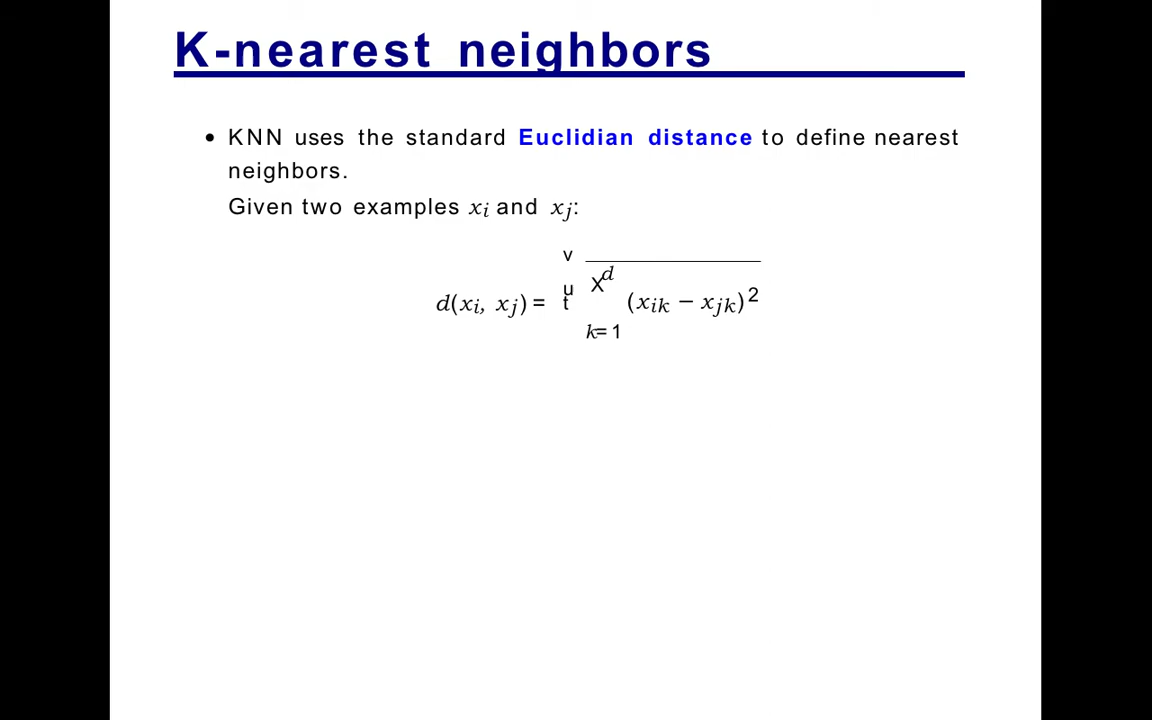 K-nearest neighbors
• KNN uses the standard Euclidian distance to define nearest
neighbors.
Given two examples xi and xj:
v
u
t
d(xi, xj) = X^d k=1 (xik − xjk)²